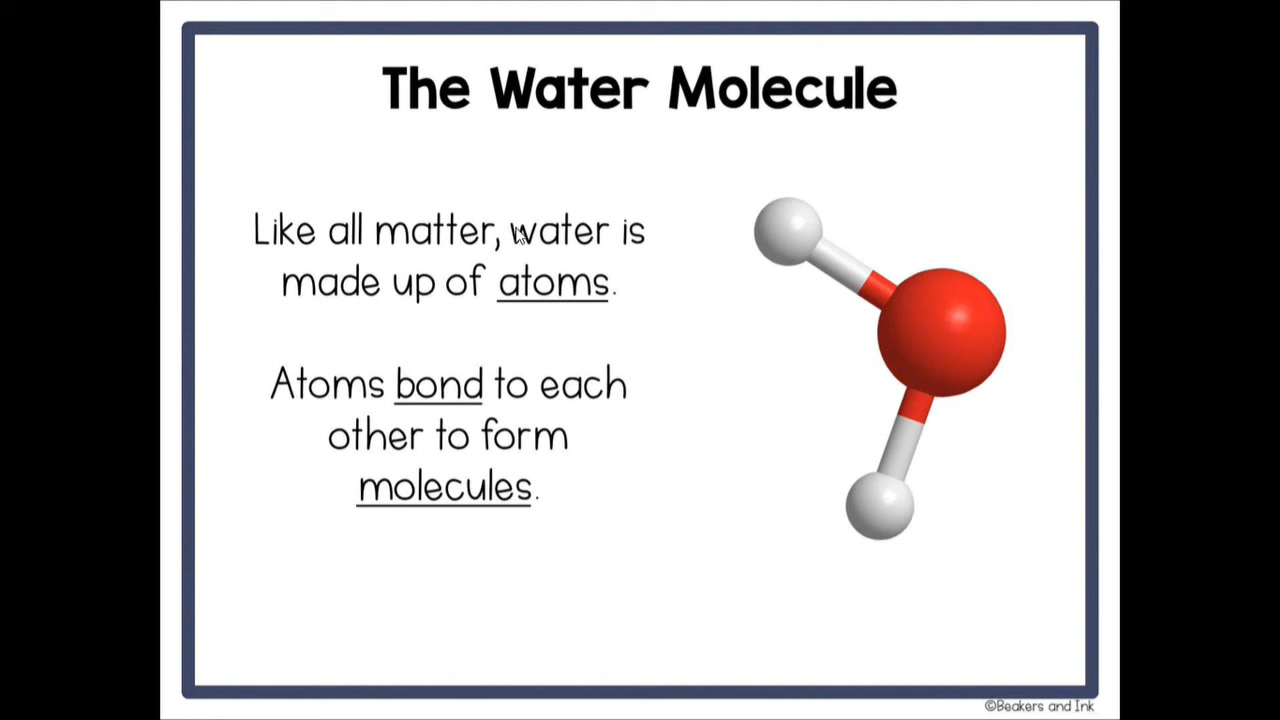 The Water Molecule
Like all matter, water is
made up of atoms.
Atoms bond to each
other to form
molecules.
©Beakers and Ink